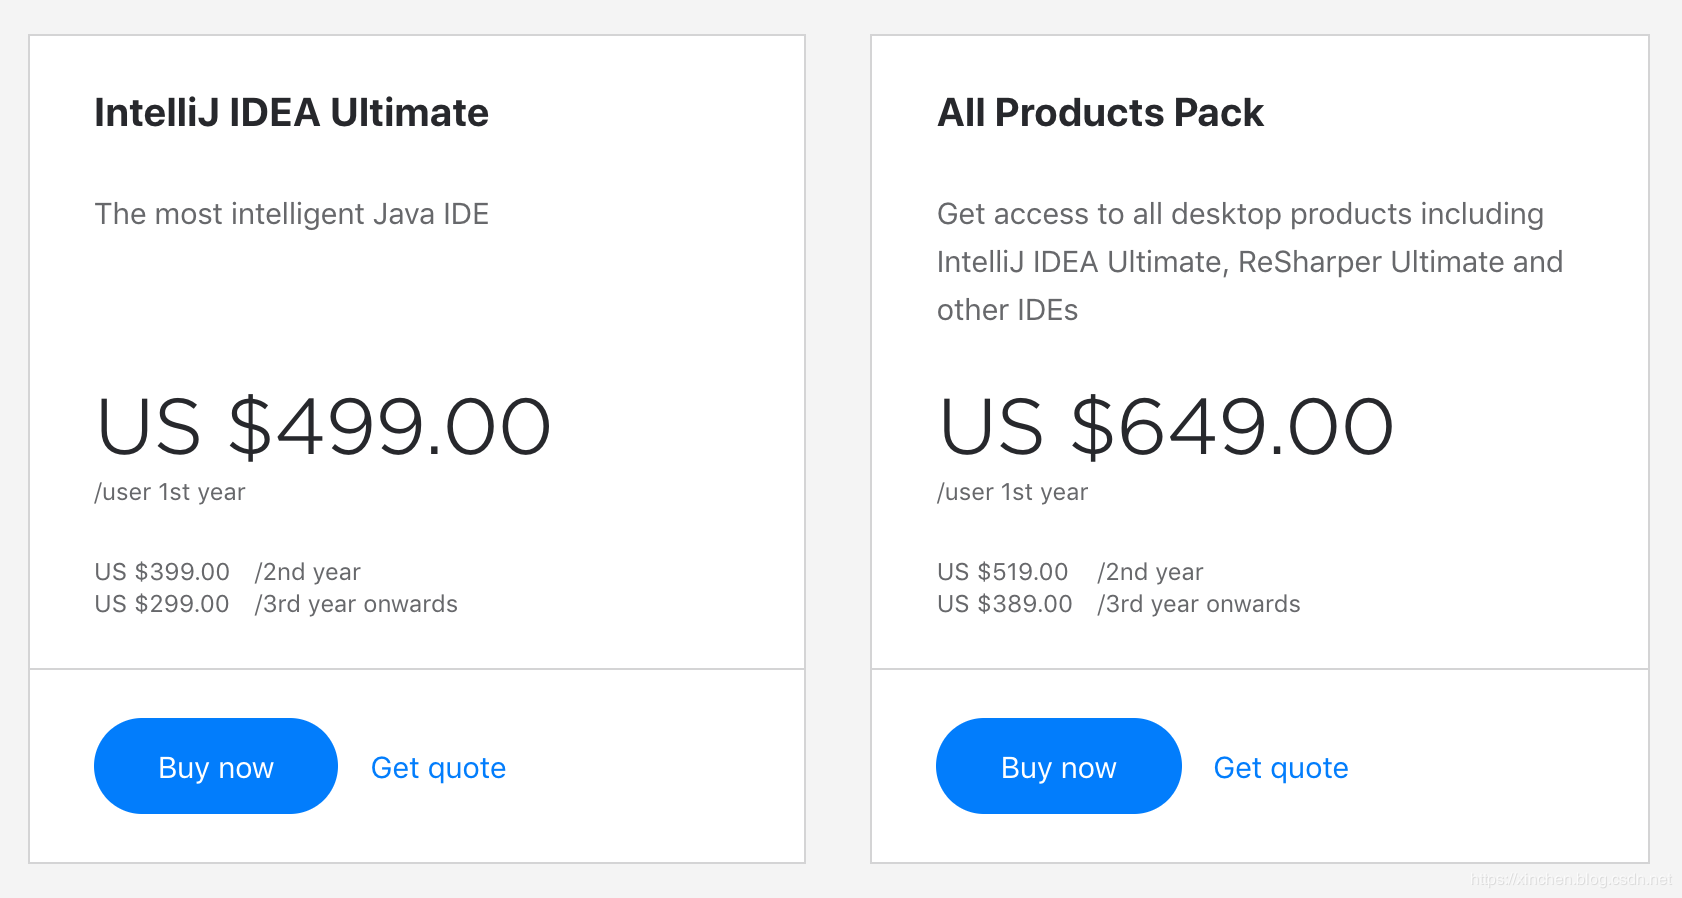 IntelliJ IDEA Ultimate
The most intelligent Java IDE
US $499.00
/user 1st year
US $399.00 /2nd year
US $299.00 /3rd year onwards
Buy now Get quote
All Products Pack
Get access to all desktop products including
IntelliJ IDEA Ultimate, ReSharper Ultimate and
other IDEs
US $649.00
/user 1st year
US $519.00 /2nd year
US $389.00 /3rd year onwards
Buy now Get quote
https://xinchen.blog.csdn.net